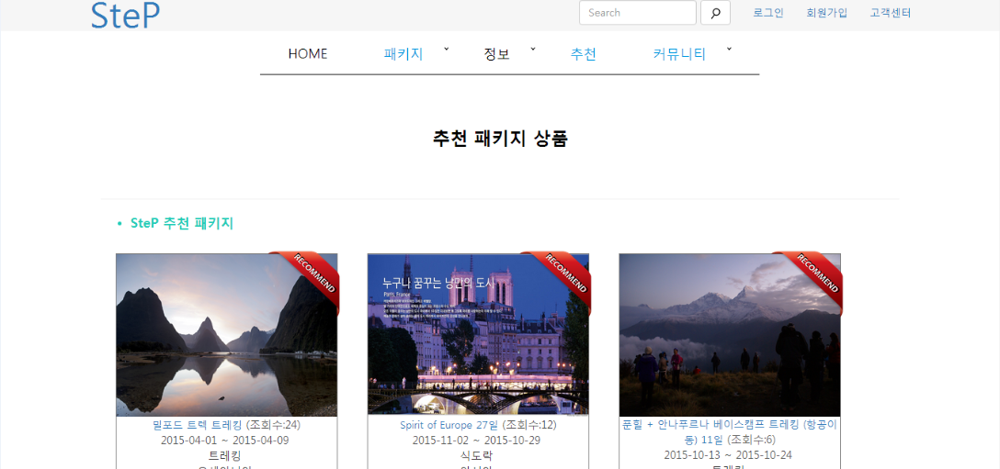 SteP
Search
로그인
회원가입
고객센터
HOME
패키지
정보
추천
커뮤니티
추천 패키지 상품
• SteP 추천 패키지
RECOMMEND
밀포드 트렉 트레킹 (조회수:24)
2015-04-01 ~ 2015-04-09
트레킹
누구나 꿈꾸는 낭만의 도시
Paris, France
RECOMMEND
Spirit of Europe 27일 (조회수:12)
2015-11-02 ~ 2015-10-29
식도락
RECOMMEND
푼힐 + 안나푸르나 베이스캠프 트레킹 (항공이
동) 11일 (조회수:6)
2015-10-13 ~ 2015-10-24
트레킹